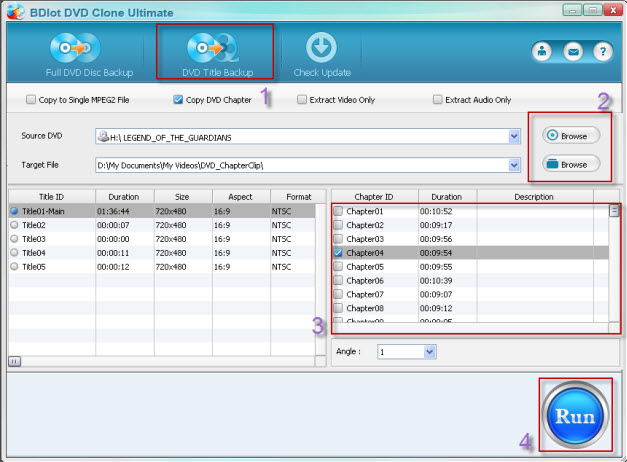 BDlot DVD Clone Ultimate
Full DVD Disc Backup DVD Title Backup Check Update
1
Copy to Single MPEG2 File Copy DVD Chapter Extract Video Only Extract Audio Only
2
Source DVD H:\ LEGEND_OF_THE_GUARDIANS Browse
Target File D:\My Documents\My Videos\DVD_ChapterClip\ Browse
Title ID Duration Size Aspect Format
Title01-Main 01:36:44 720x480 16:9 NTSC
Title02 00:00:07 720x480 16:9 NTSC
Title03 00:00:00 720x480 16:9 NTSC
Title04 00:00:11 720x480 16:9 NTSC
Title05 00:00:12 720x480 16:9 NTSC
Chapter ID Duration Description
Chapter01 00:10:52
Chapter02 00:09:17
Chapter03 00:09:56
Chapter04 00:09:54
Chapter05 00:09:55
Chapter06 00:10:39
Chapter07 00:09:07
Chapter08 00:09:12
Chapter09 00:09:05
3
Angle : 1
4
Run